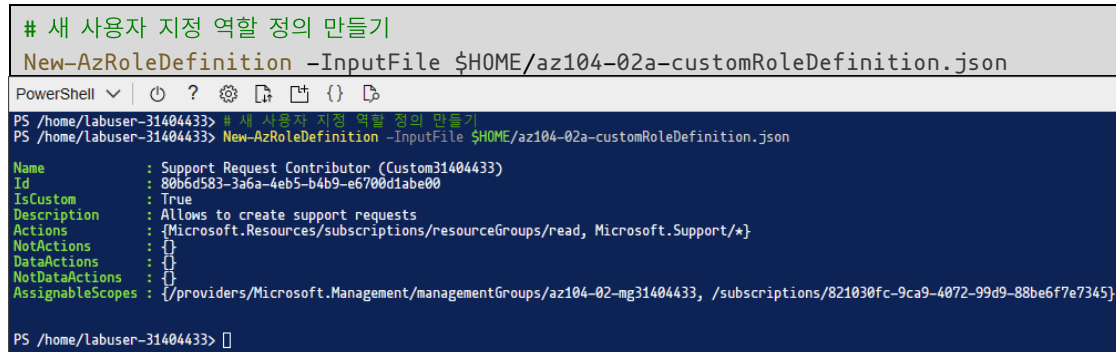 # 새 사용자 지정 역할 정의 만들기
New-AzRoleDefinition -InputFile $HOME/az104-02a-customRoleDefinition.json
PowerShell
PS /home/labuser-31404433> # 새 사용자 지정 역할 정의 만들기
PS /home/labuser-31404433> New-AzRoleDefinition -InputFile $HOME/az104-02a-customRoleDefinition.json
Name : Support Request Contributor (Custom31404433)
Id : 80b6d583-3a6a-4eb5-b4b9-e6700d1abe00
IsCustom : True
Description : Allows to create support requests
Actions : {Microsoft.Resources/subscriptions/resourceGroups/read, Microsoft.Support/*}
NotActions : {}
DataActions : {}
NotDataActions : {}
AssignableScopes : {/providers/Microsoft.Management/managementGroups/az104-02-mg31404433, /subscriptions/821030fc-9ca9-4072-99d9-88be6f7e7345}
PS /home/labuser-31404433>